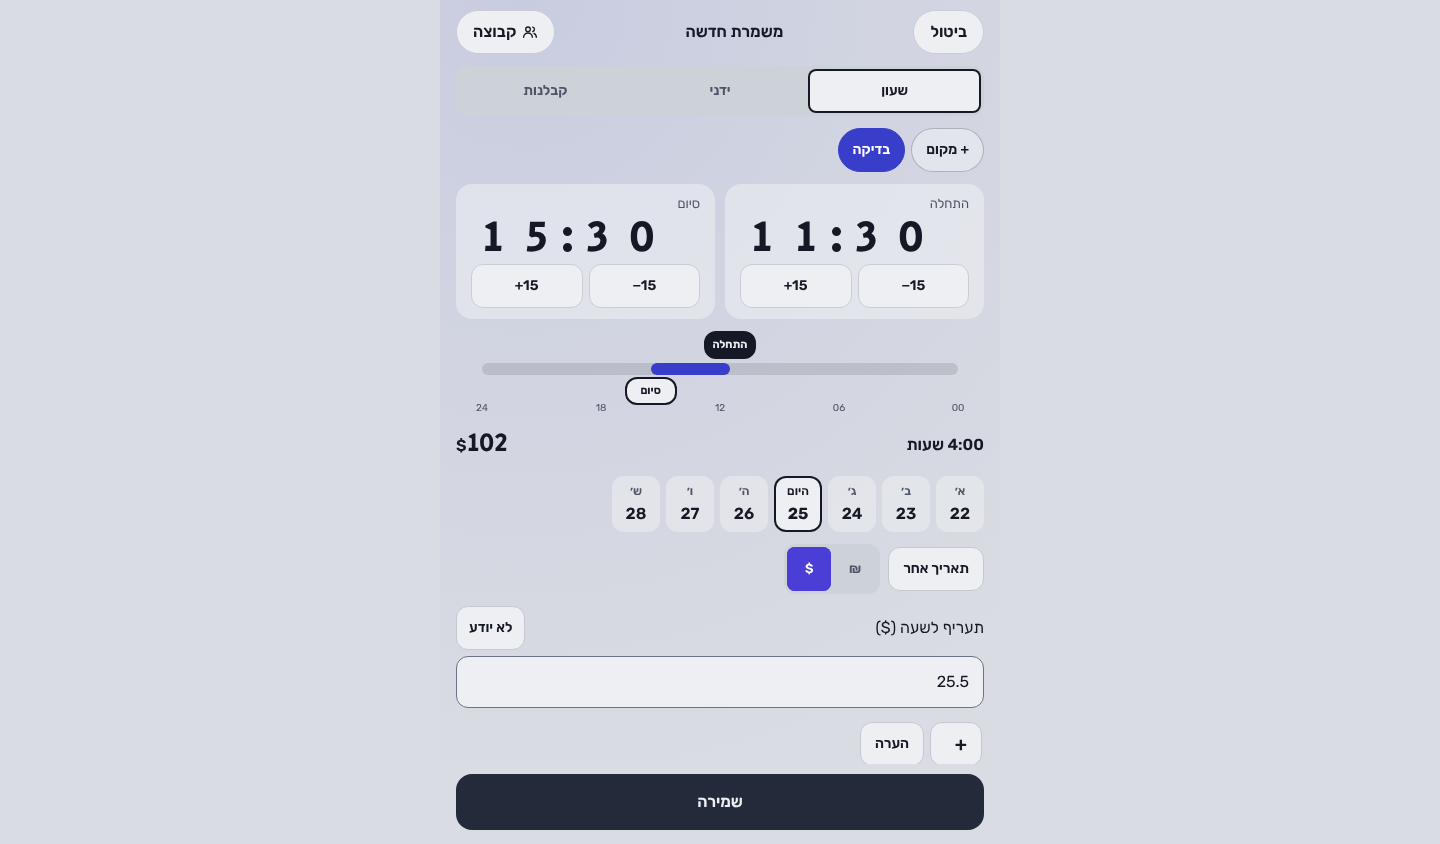 ביטול
משמרת חדשה
קבוצה
שעון
ידני
קבלנות
+ מקום
בדיקה
התחלה
11:30
−15
+15
סיום
15:30
−15
+15
התחלה
סיום
00
06
12
18
24
4:00 שעות
$102
א׳
22
ב׳
23
ג׳
24
היום
25
ה׳
26
ו׳
27
ש׳
28
תאריך אחר
₪
$
תעריף לשעה ($)
לא יודע
25.5
+
הערה
שמירה